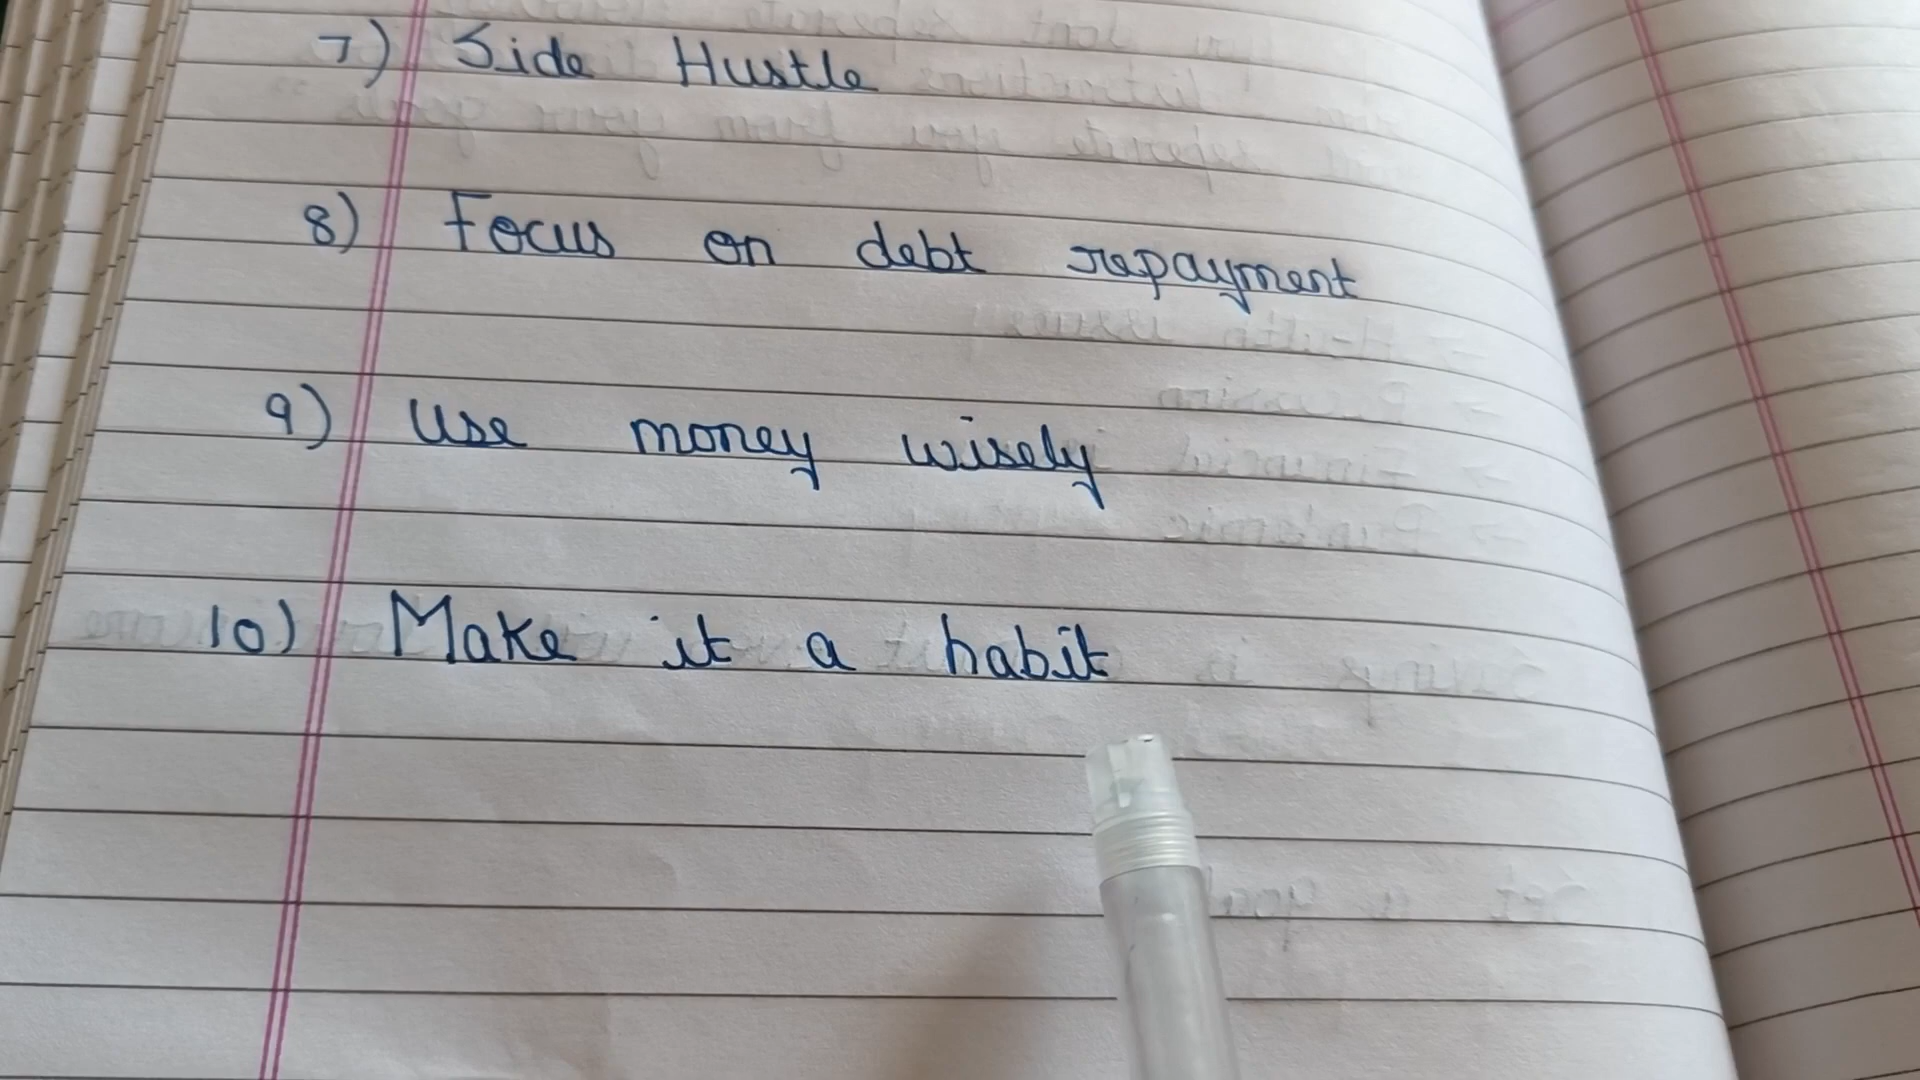 7) Side Hustle
8) Focus on debt repayment
9) Use money wisely
10) Make it a habit